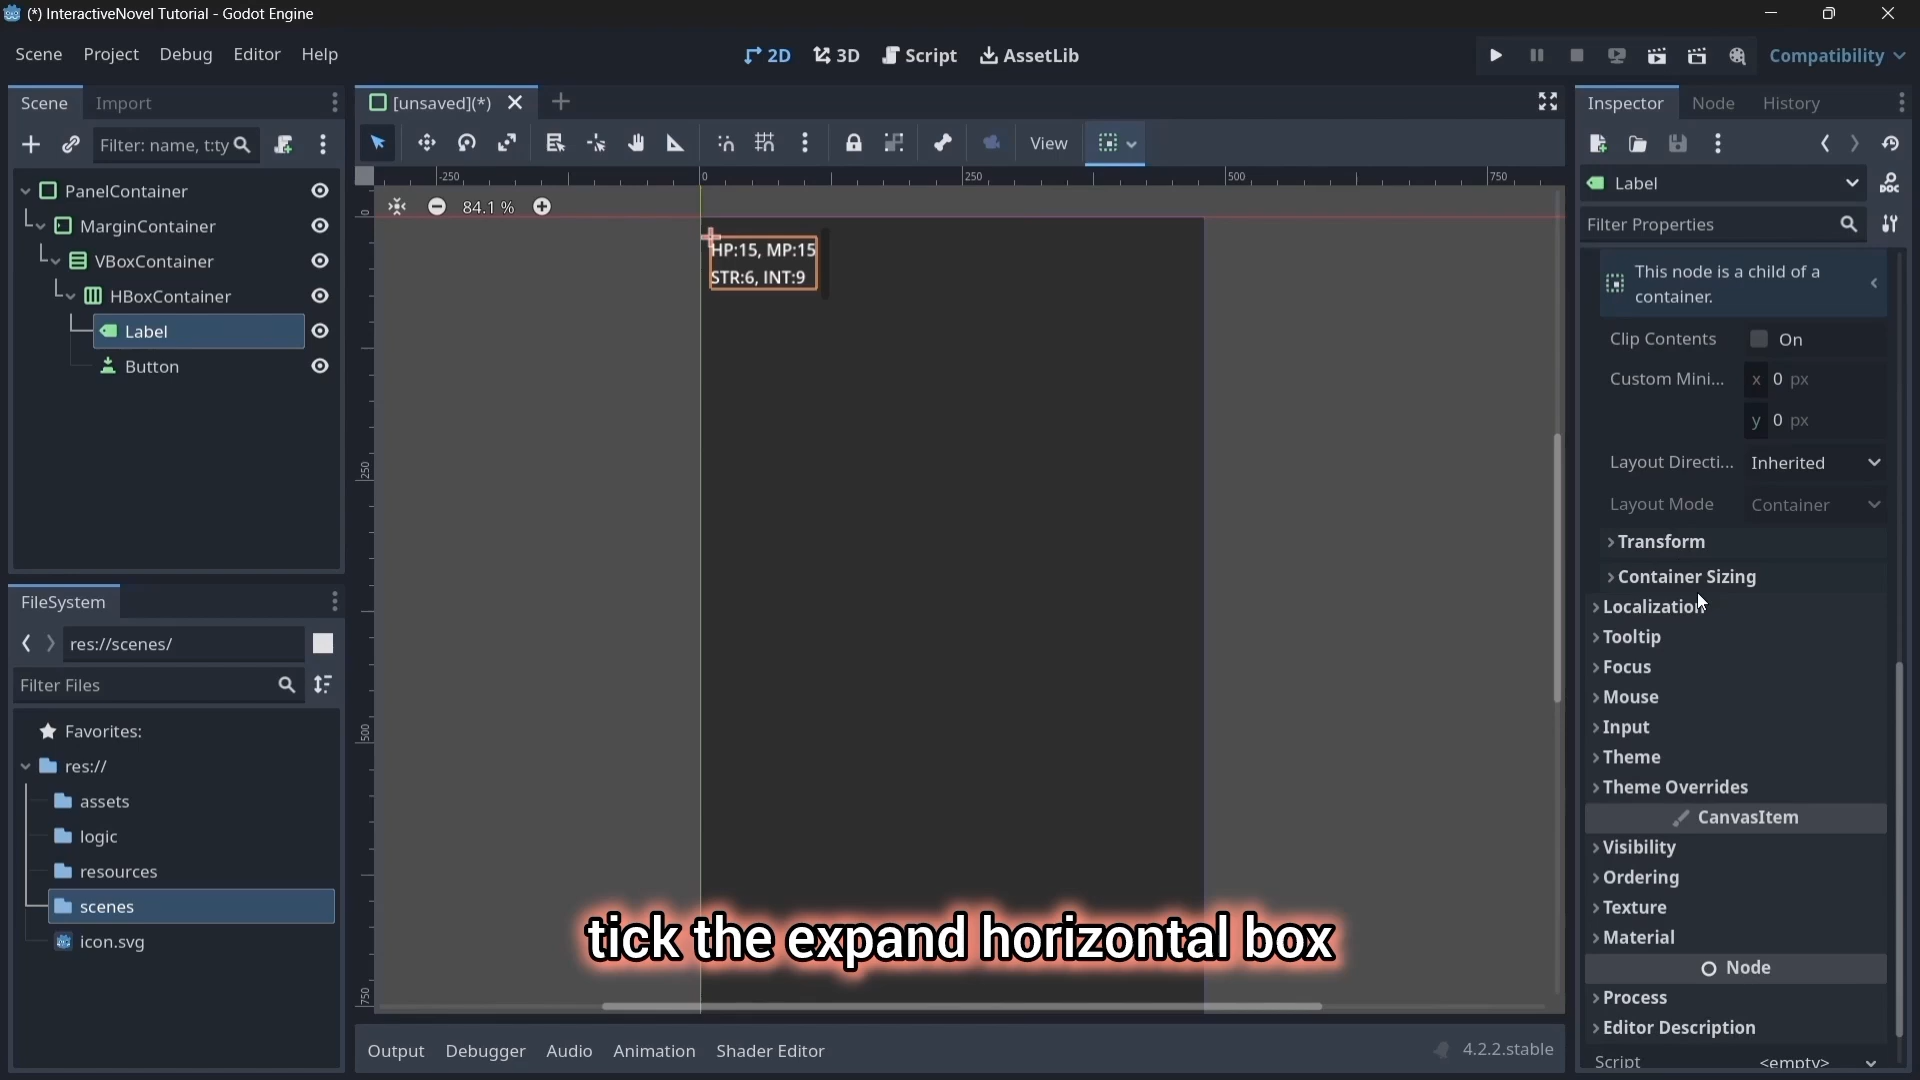 (*) InteractiveNovel Tutorial - Godot Engine
Scene Project Debug Editor Help
2D 3D Script AssetLib
Compatibility
Scene Import
[unsaved](*)
Inspector Node History
Filter: name, t:ty
View
PanelContainer
MarginContainer
VBoxContainer
HBoxContainer
Label
Button
-250 0 250 500 750
84.1 %
0
250
500
750
HP:15, MP:15
STR:6, INT:9
Label
Filter Properties
This node is a child of a
container.
Clip Contents On
Custom Mini... x 0 px
y 0 px
Layout Directi... Inherited
Layout Mode Container
Transform
Container Sizing
Localization
Tooltip
Focus
Mouse
Input
Theme
Theme Overrides
CanvasItem
Visibility
Ordering
Texture
Material
Node
Process
Editor Description
Script <empty>
FileSystem
res://scenes/
Filter Files
Favorites:
res://
assets
logic
resources
scenes
icon.svg
tick the expand horizontal box
Output Debugger Audio Animation Shader Editor
4.2.2.stable